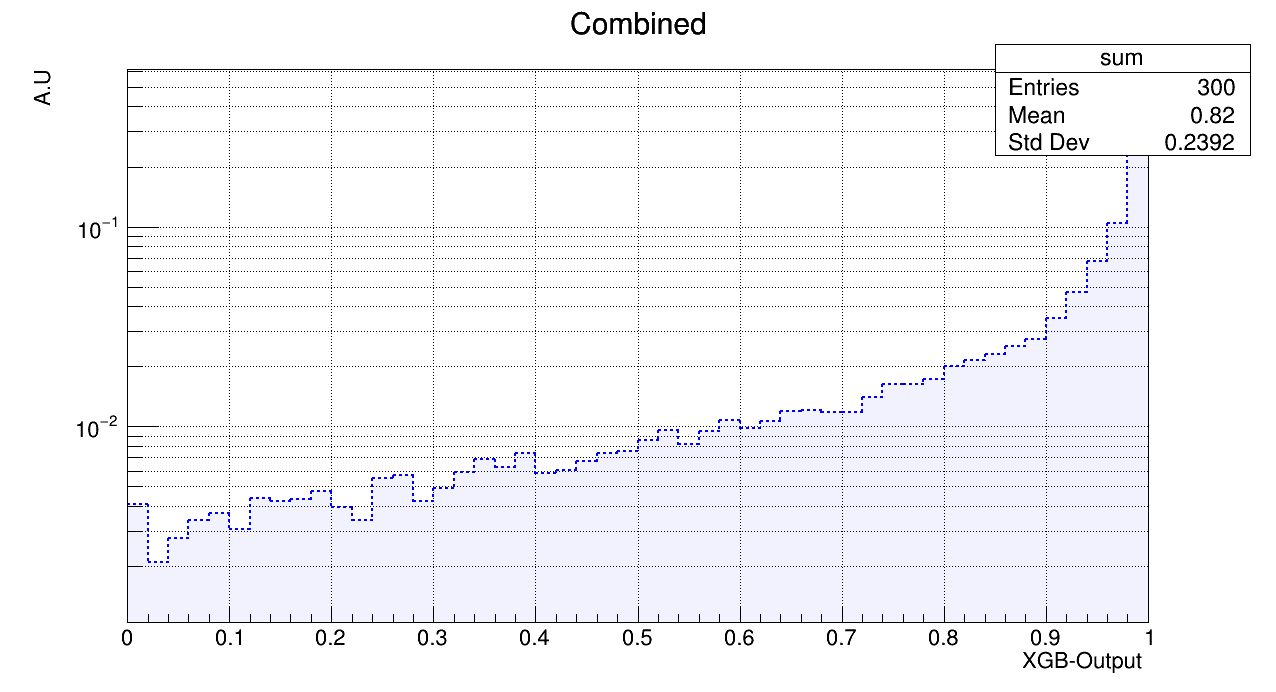 Combined
A.U
sum
Entries 300
Mean 0.82
Std Dev 0.2392
10⁻¹
10⁻²
0 0.1 0.2 0.3 0.4 0.5 0.6 0.7 0.8 0.9 1
XGB-Output